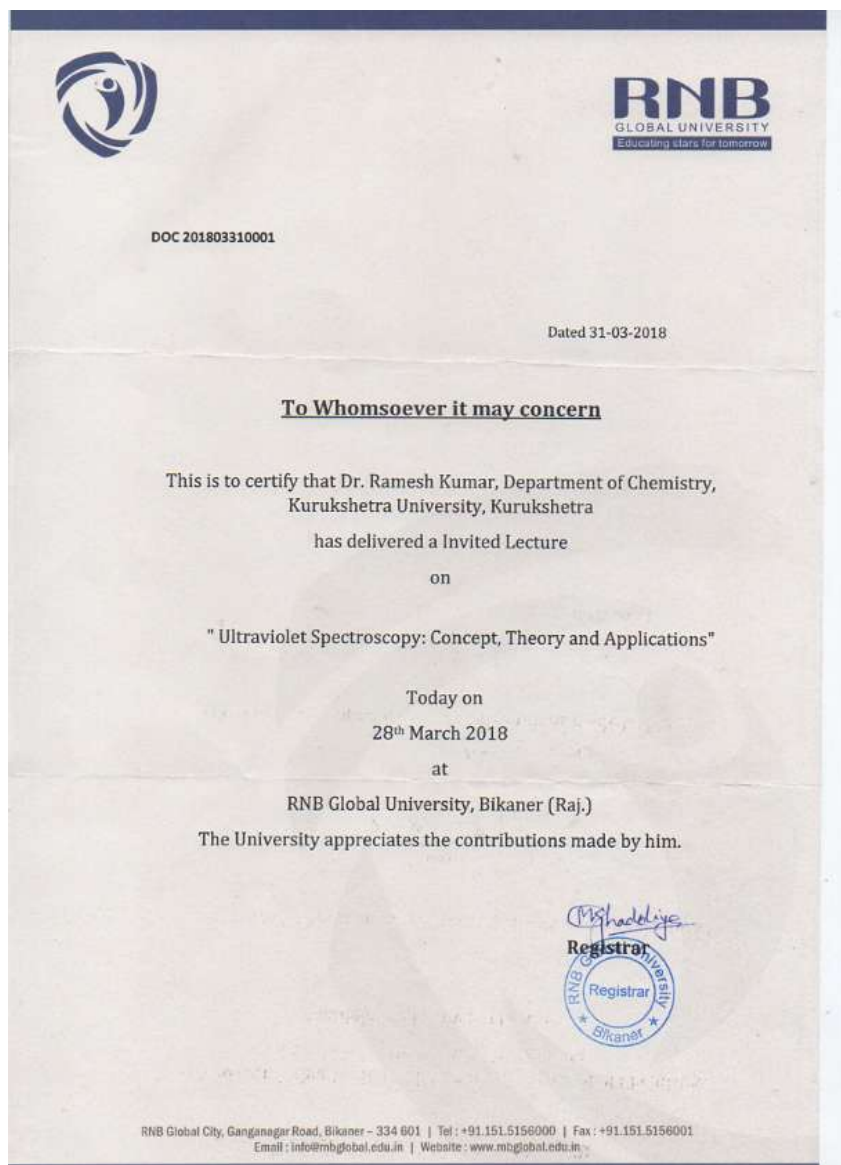 RNB
GLOBAL UNIVERSITY
Educating stars for tomorrow
DOC 201803310001
Dated 31-03-2018
To Whomsoever it may concern
This is to certify that Dr. Ramesh Kumar, Department of Chemistry,
Kurukshetra University, Kurukshetra
has delivered a Invited Lecture
on
" Ultraviolet Spectroscopy: Concept, Theory and Applications"
Today on
28th March 2018
at
RNB Global University, Bikaner (Raj.)
The University appreciates the contributions made by him.
Registrar
RNB Global University
Registrar
Bikaner
RNB Global City, Ganganagar Road, Bikaner – 334 601 | Tel : +91.151.5156000 | Fax : +91.151.5156001
Email : info@rnbglobal.edu.in | Website : www.rnbglobal.edu.in